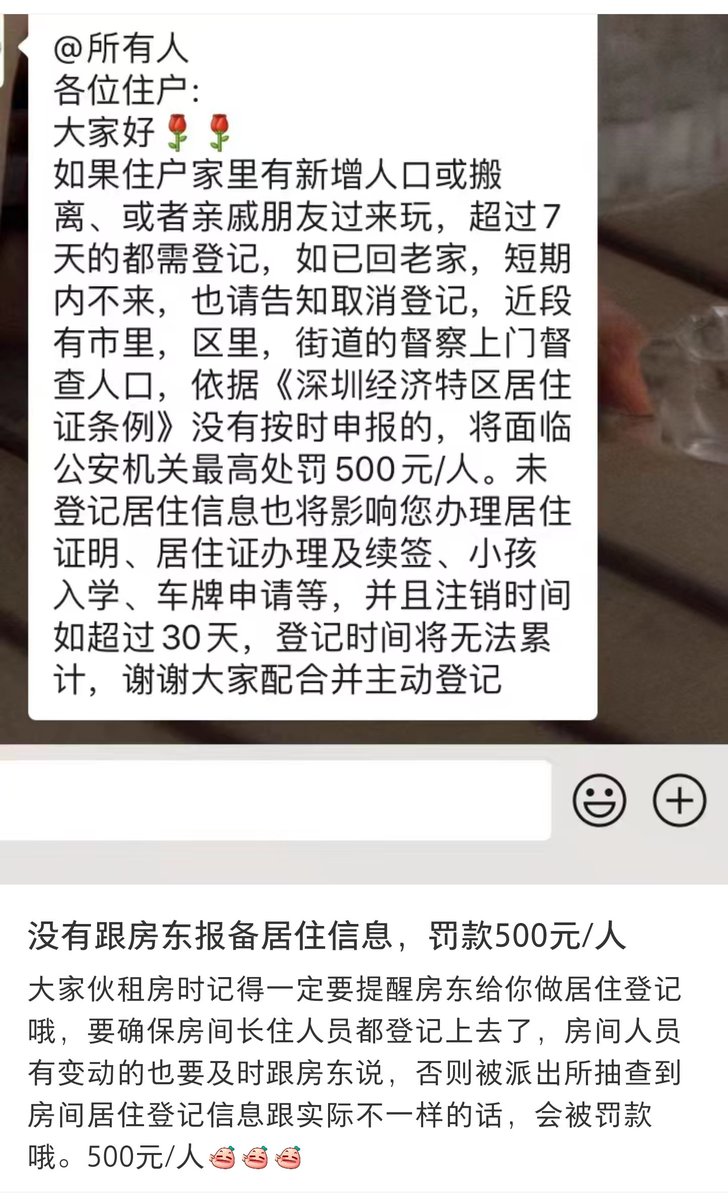 @所有人
各位住户:
大家好🌹🌹
如果住户家里有新增人口或搬
离、或者亲戚朋友过来玩，超过7
天的都需登记，如已回老家，短期
内不来，也请告知取消登记，近段
有市里，区里，街道的督察上门督
查人口，依据《深圳经济特区居住
证条例》没有按时申报的，将面临
公安机关最高处罚500元/人。未
登记居住信息也将影响您办理居住
证明、居住证办理及续签、小孩
入学、车牌申请等，并且注销时间
如超过30天，登记时间将无法累
计，谢谢大家配合并主动登记
没有跟房东报备居住信息，罚款500元/人
大家伙租房时记得一定要提醒房东给你做居住登记
哦，要确保房间长住人员都登记上去了，房间人员
有变动的也要及时跟房东说，否则被派出所抽查到
房间居住登记信息跟实际不一样的话，会被罚款
哦。500元/人